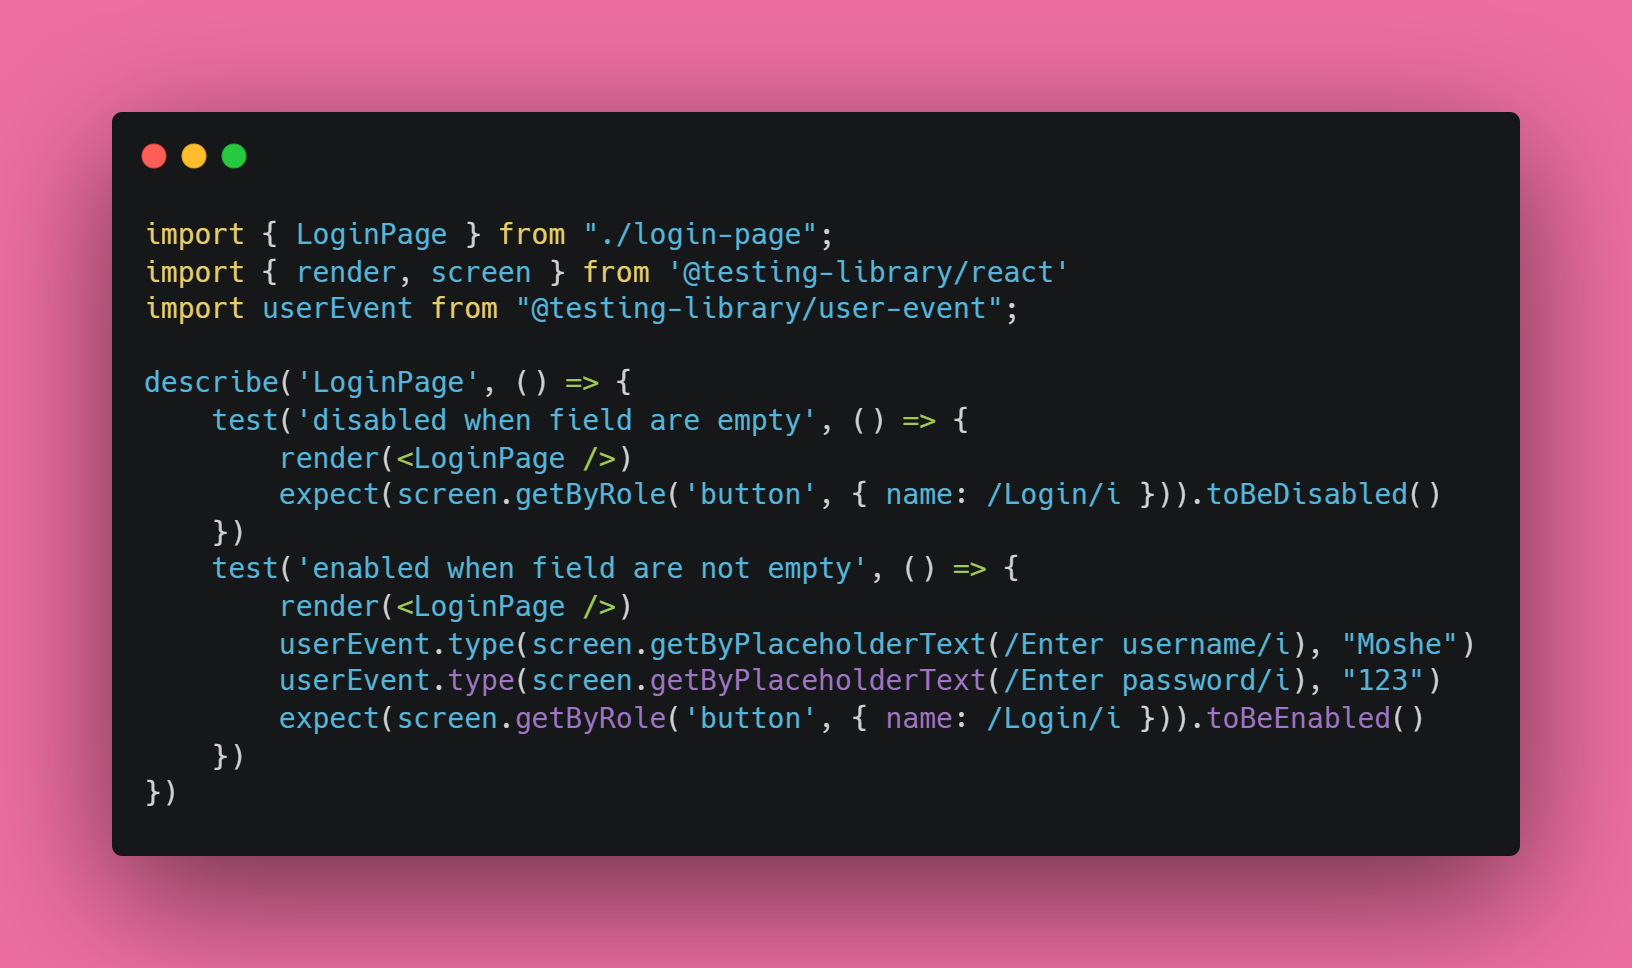 import { LoginPage } from "./login-page";
import { render, screen } from '@testing-library/react'
import userEvent from "@testing-library/user-event";

describe('LoginPage', () => {
    test('disabled when field are empty', () => {
        render(<LoginPage />)
        expect(screen.getByRole('button', { name: /Login/i })).toBeDisabled()
    })
    test('enabled when field are not empty', () => {
        render(<LoginPage />)
        userEvent.type(screen.getByPlaceholderText(/Enter username/i), "Moshe")
        userEvent.type(screen.getByPlaceholderText(/Enter password/i), "123")
        expect(screen.getByRole('button', { name: /Login/i })).toBeEnabled()
    })
})